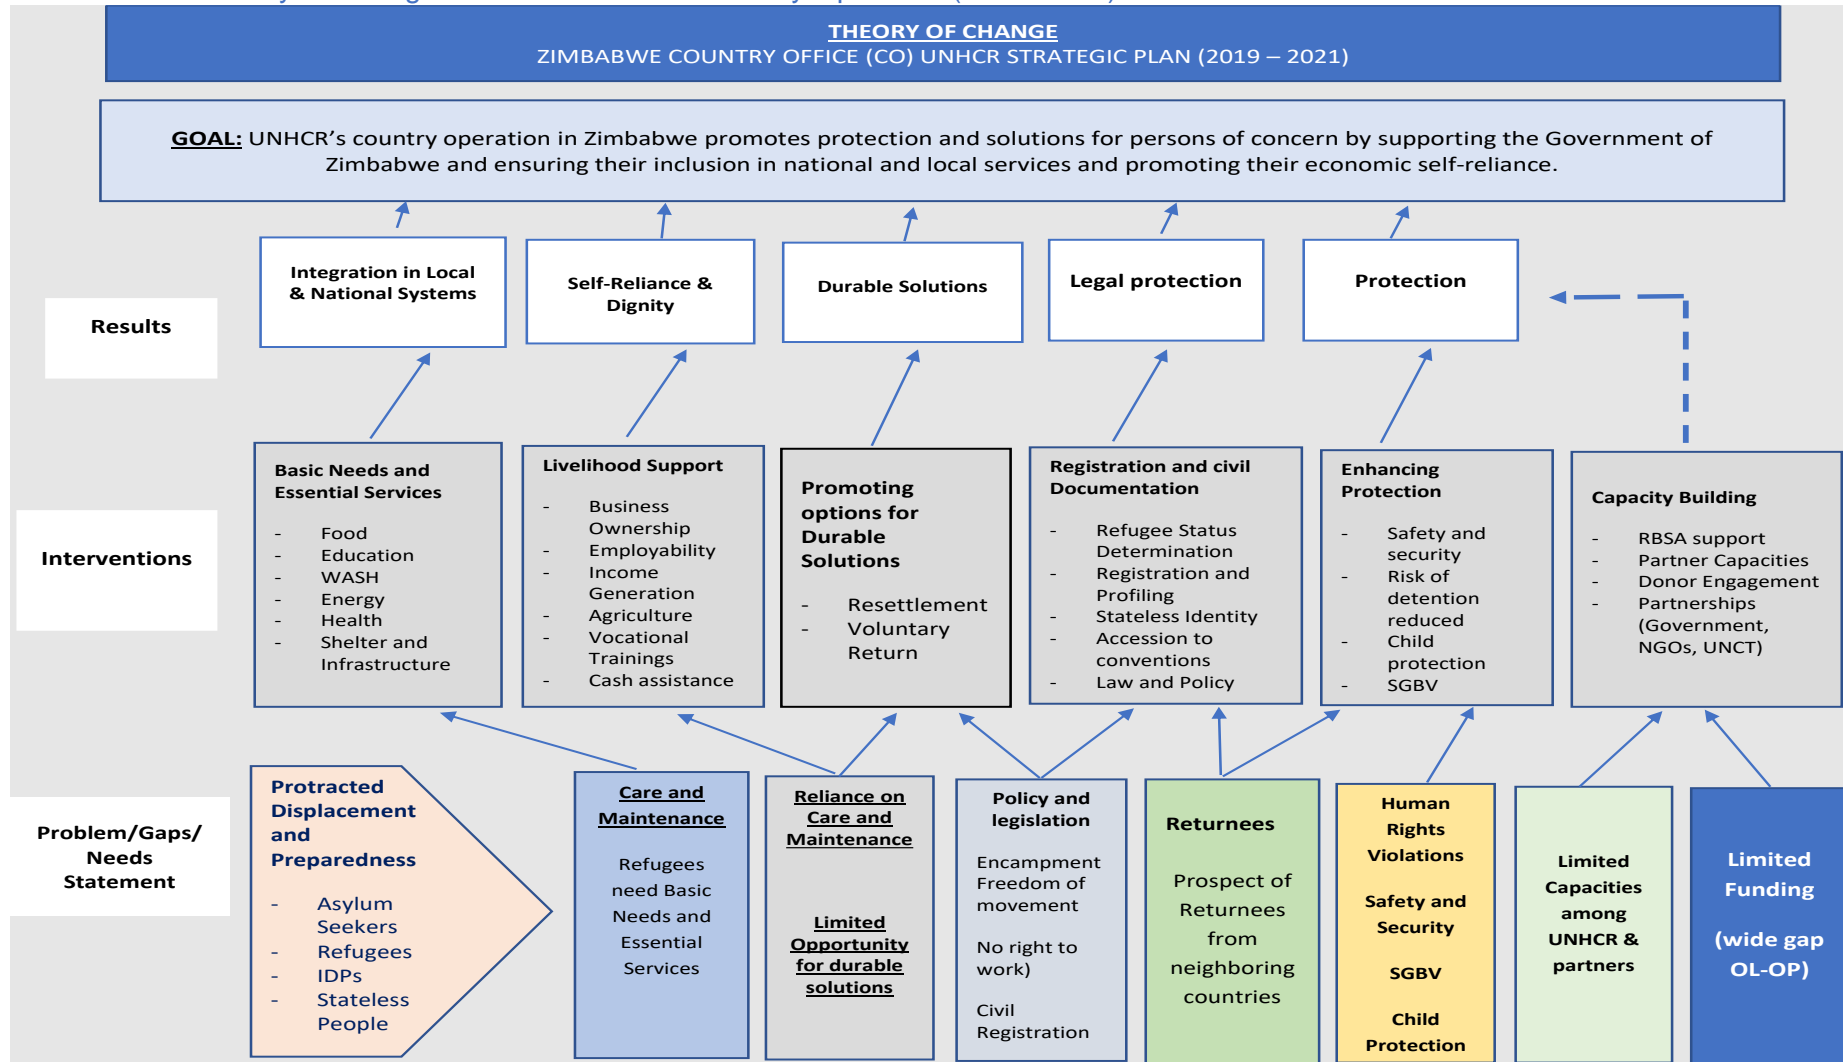 THEORY OF CHANGE
ZIMBABWE COUNTRY OFFICE (CO) UNHCR STRATEGIC PLAN (2019 – 2021)
GOAL: UNHCR's country operation in Zimbabwe promotes protection and solutions for persons of concern by supporting the Government of
Zimbabwe and ensuring their inclusion in national and local services and promoting their economic self-reliance.
Results
Integration in Local
& National Systems
Self-Reliance &
Dignity
Durable Solutions
Legal protection
Protection
Interventions
Basic Needs and
Essential Services
- Food
- Education
- WASH
- Energy
- Health
- Shelter and
Infrastructure
Livelihood Support
- Business
Ownership
- Employability
- Income
Generation
- Agriculture
- Vocational
Trainings
- Cash assistance
Promoting
options for
Durable
Solutions
- Resettlement
- Voluntary
Return
Registration and civil
Documentation
- Refugee Status
Determination
- Registration and
Profiling
- Stateless Identity
- Accession to
conventions
- Law and Policy
Enhancing
Protection
- Safety and
security
- Risk of
detention
reduced
- Child
protection
- SGBV
Capacity Building
- RBSA support
- Partner Capacities
- Donor Engagement
- Partnerships
(Government,
NGOs, UNCT)
Problem/Gaps/
Needs
Statement
Protracted
Displacement
and
Preparedness
- Asylum
Seekers
- Refugees
- IDPs
- Stateless
People
Care and
Maintenance
Refugees
need Basic
Needs and
Essential
Services
Reliance on
Care and
Maintenance
Limited
Opportunity
for durable
solutions
Policy and
legislation
Encampment
Freedom of
movement
No right to
work)
Civil
Registration
Returnees
Prospect of
Returnees
from
neighboring
countries
Human
Rights
Violations
Safety and
Security
SGBV
Child
Protection
Limited
Capacities
among
UNHCR &
partners
Limited
Funding
(wide gap
OL-OP)